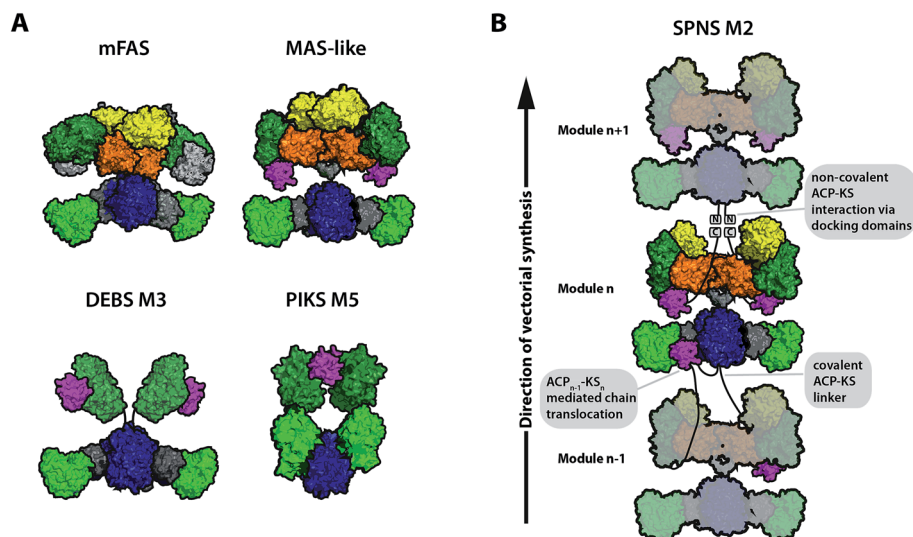 A
mFAS
MAS-like
DEBS M3
PIKS M5
B
SPNS M2
Direction of vectorial synthesis
Module n+1
non-covalent
ACP-KS
interaction via
docking domains
N N
C C
Module n
ACPn-1-KSn
mediated chain
translocation
covalent
ACP-KS
linker
Module n-1